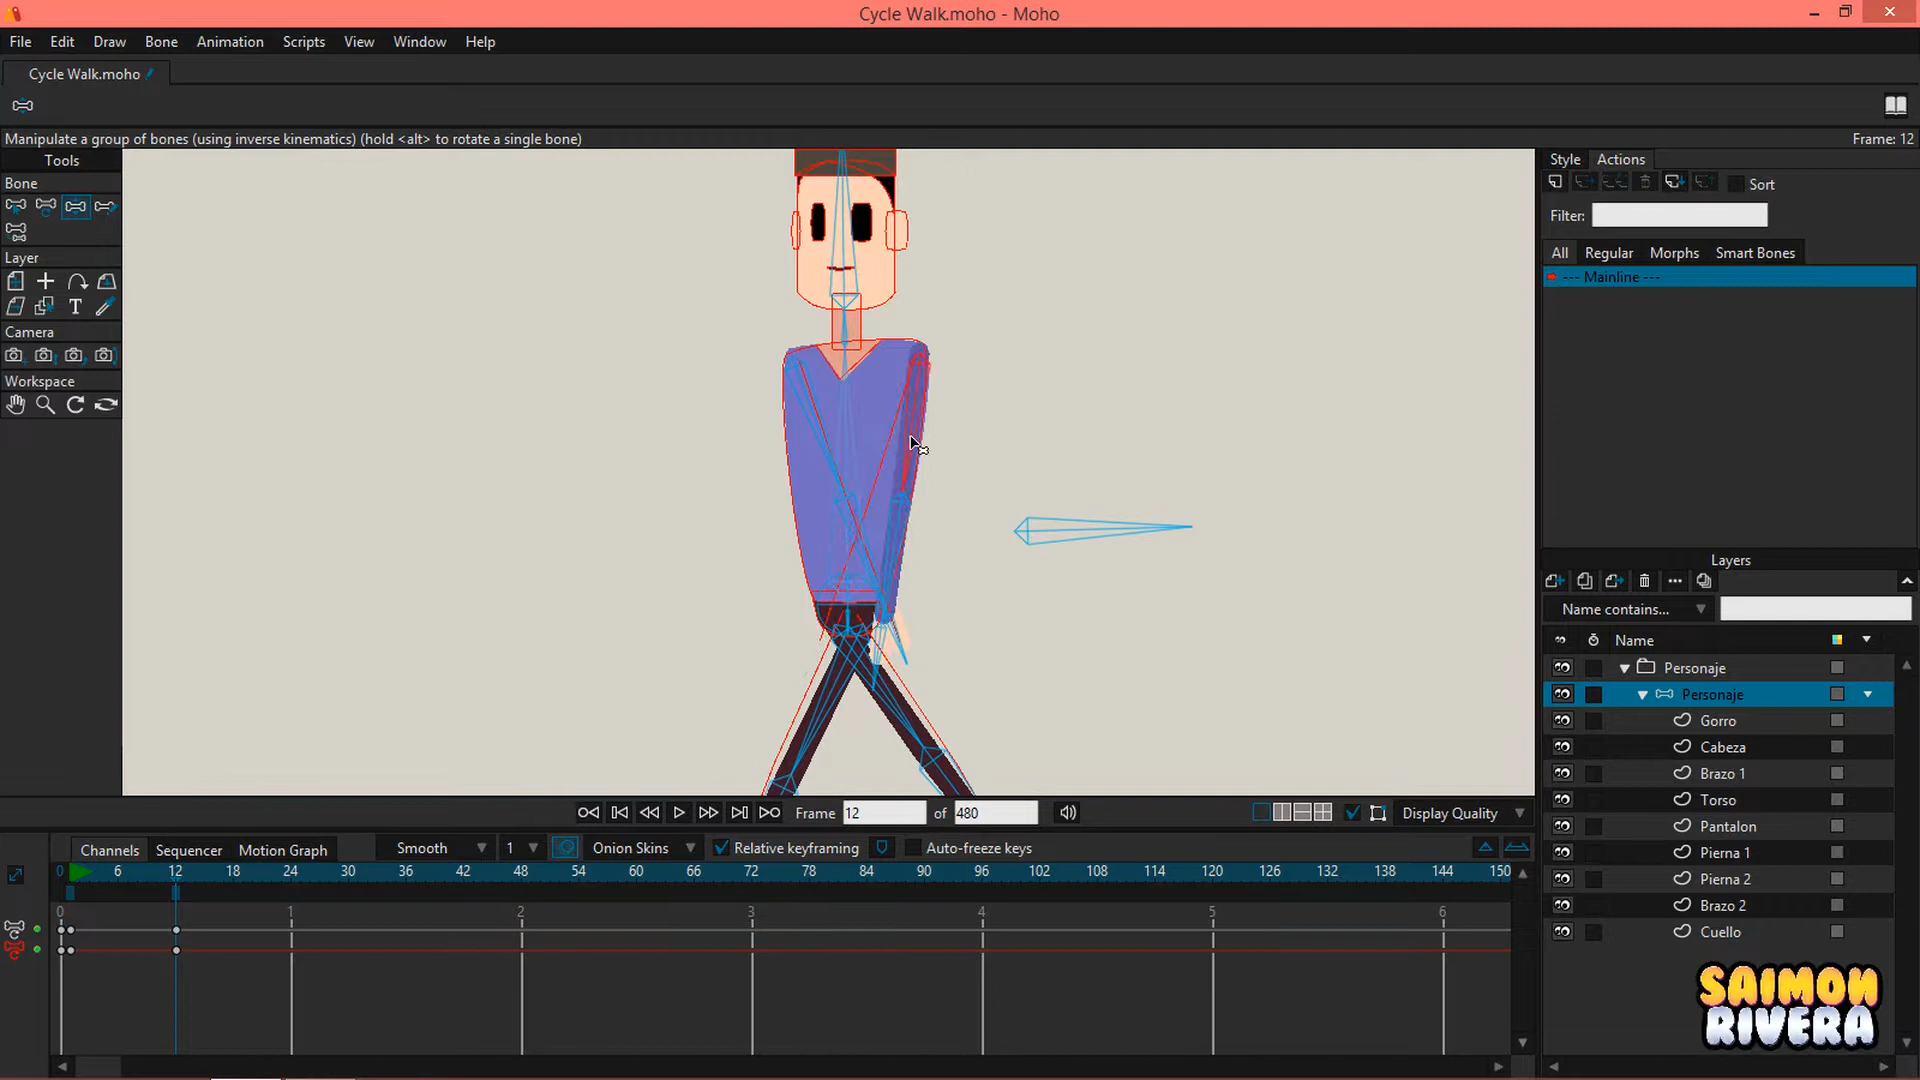 Cycle Walk.moho - Moho
File Edit Draw Bone Animation Scripts View Window Help
Cycle Walk.moho
Manipulate a group of bones (using inverse kinematics) (hold <alt> to rotate a single bone) Frame: 12
Tools
Bone
Layer
T
Camera
Workspace
Style Actions
Sort
Filter:
All Regular Morphs Smart Bones
--- Mainline ---
Layers
Name contains...
Name
Personaje
Personaje
Gorro
Cabeza
Brazo 1
Torso
Pantalon
Pierna 1
Pierna 2
Brazo 2
Cuello
Frame 12 of 480 Display Quality
Channels Sequencer Motion Graph Smooth 1 Onion Skins Relative keyframing Auto-freeze keys
0 6 12 18 24 30 36 42 48 54 60 66 72 78 84 90 96 102 108 114 120 126 132 138 144 150
0 1 2 3 4 5 6
SAIMON
RIVERA